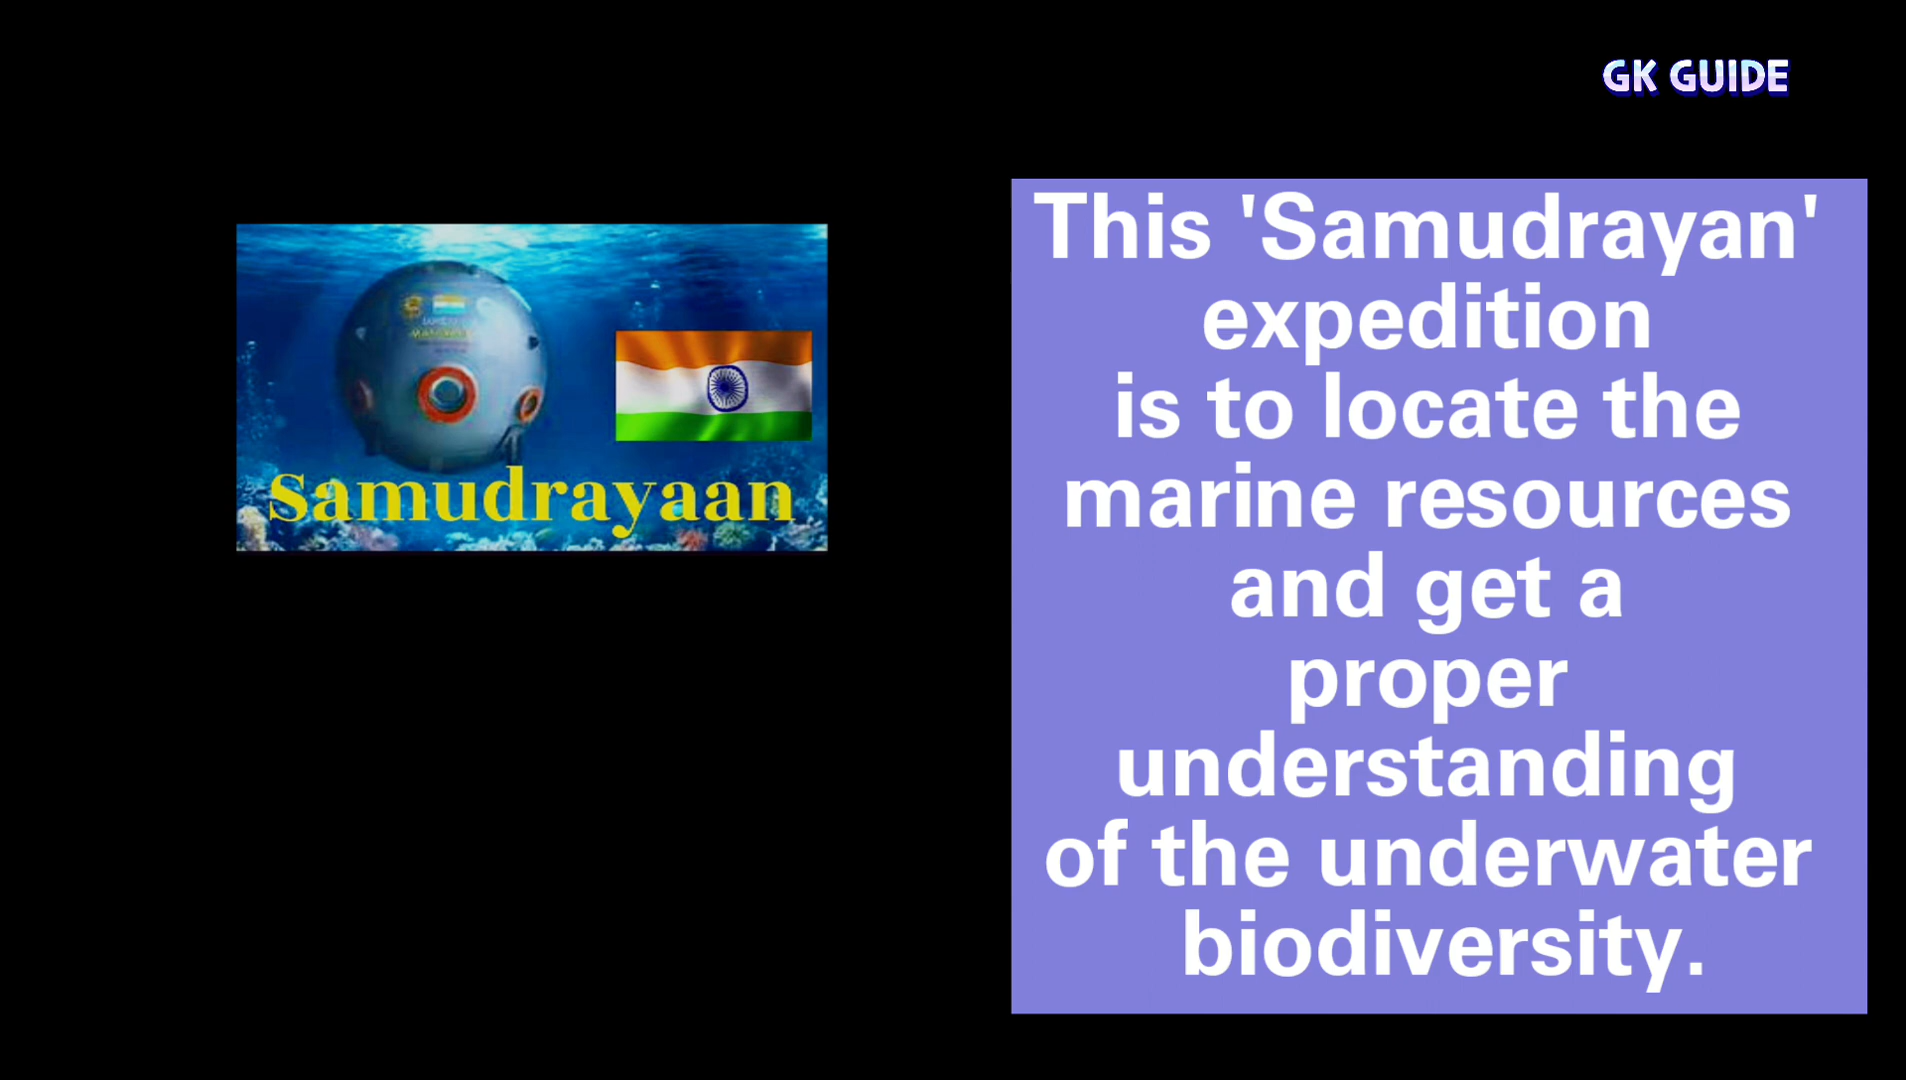 GK GUIDE
Samudrayaan
This 'Samudrayan'
expedition
is to locate the
marine resources
and get a
proper
understanding
of the underwater
biodiversity.